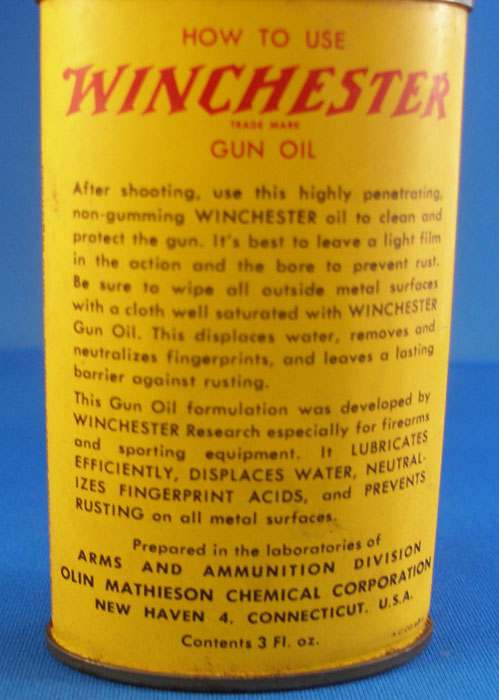 HOW TO USE
WINCHESTER
TRADE MARK
GUN OIL
After shooting, use this highly penetrating,
non-gumming WINCHESTER oil to clean and
protect the gun. It's best to leave a light film
in the action and the bore to prevent rust.
Be sure to wipe all outside metal surfaces
with a cloth well saturated with WINCHESTER
Gun Oil. This displaces water, removes and
neutralizes fingerprints, and leaves a lasting
barrier against rusting.
This Gun Oil formulation was developed by
WINCHESTER Research especially for firearms
and sporting equipment. It LUBRICATES
EFFICIENTLY, DISPLACES WATER, NEUTRAL-
IZES FINGERPRINT ACIDS, and PREVENTS
RUSTING on all metal surfaces.
Prepared in the laboratories of
ARMS AND AMMUNITION DIVISION
OLIN MATHIESON CHEMICAL CORPORATION
NEW HAVEN 4, CONNECTICUT, U.S.A.
Contents 3 Fl. oz.